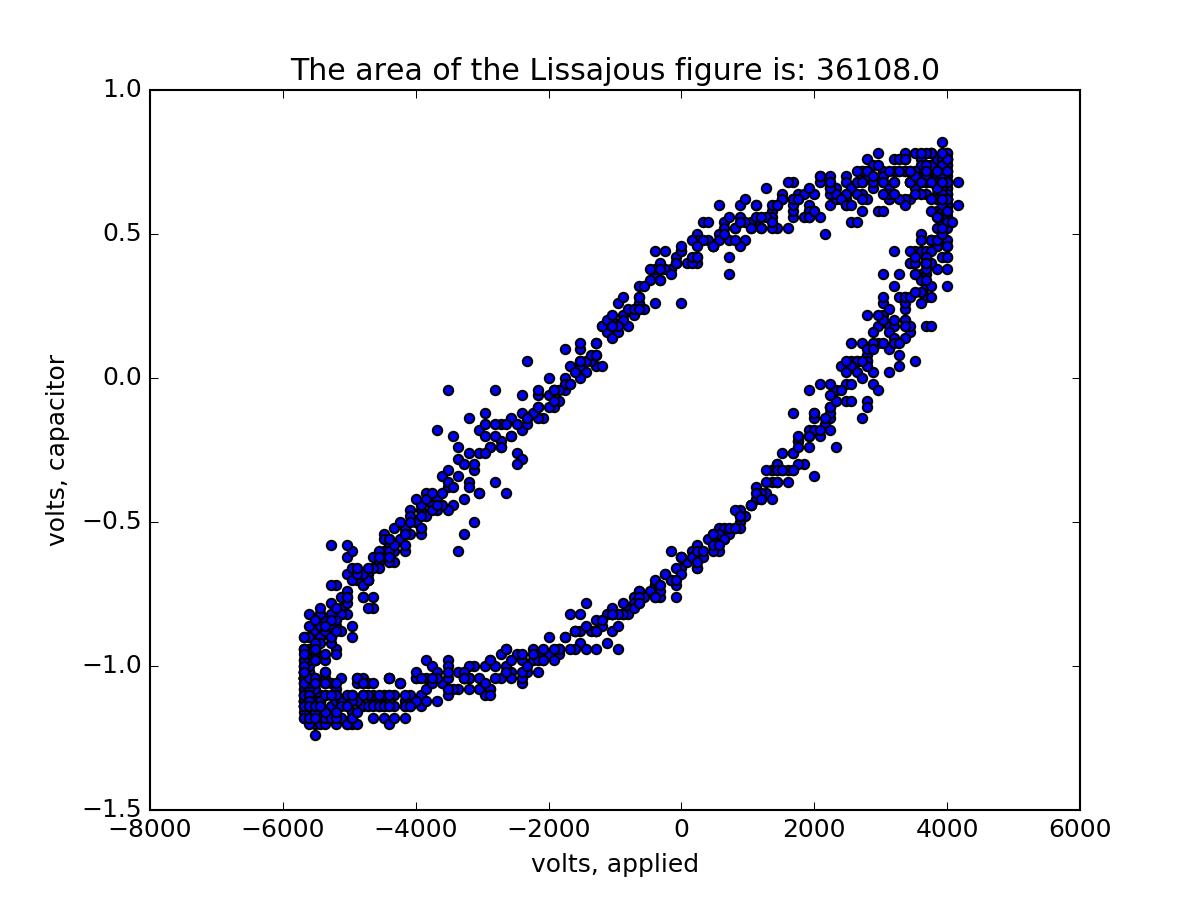 The area of the Lissajous figure is: 36108.0
1.0
0.5
0.0
−0.5
−1.0
−1.5
volts, capacitor
−8000 −6000 −4000 −2000 0 2000 4000 6000
volts, applied